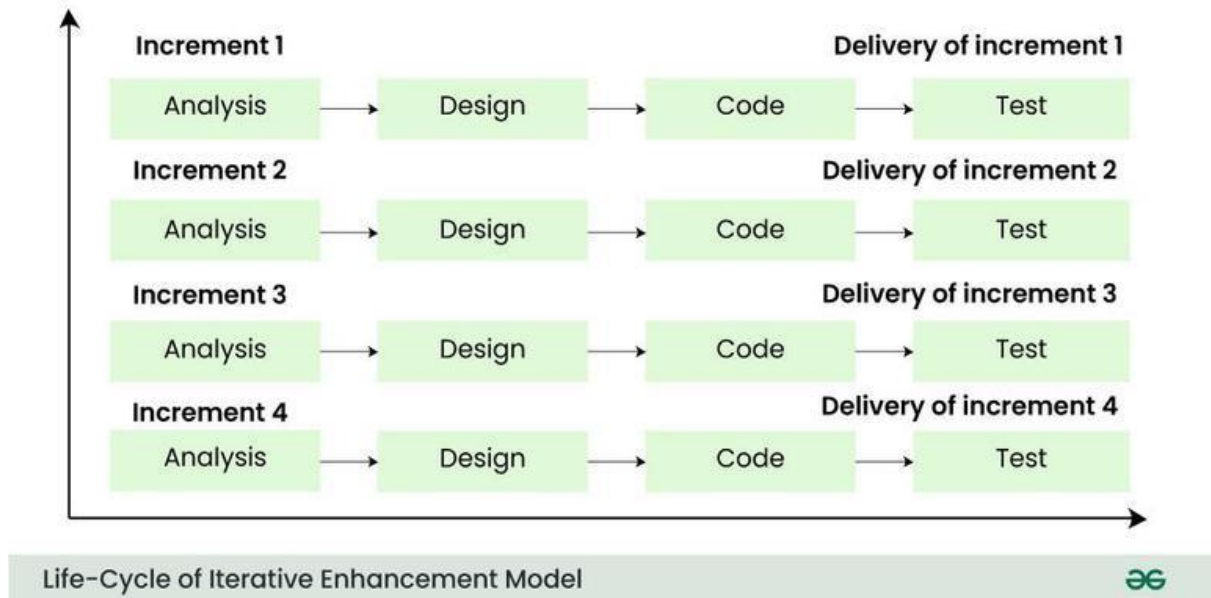 Increment 1 Delivery of increment 1
Analysis Design Code Test
Increment 2 Delivery of increment 2
Analysis Design Code Test
Increment 3 Delivery of increment 3
Analysis Design Code Test
Increment 4 Delivery of increment 4
Analysis Design Code Test
Life-Cycle of Iterative Enhancement Model